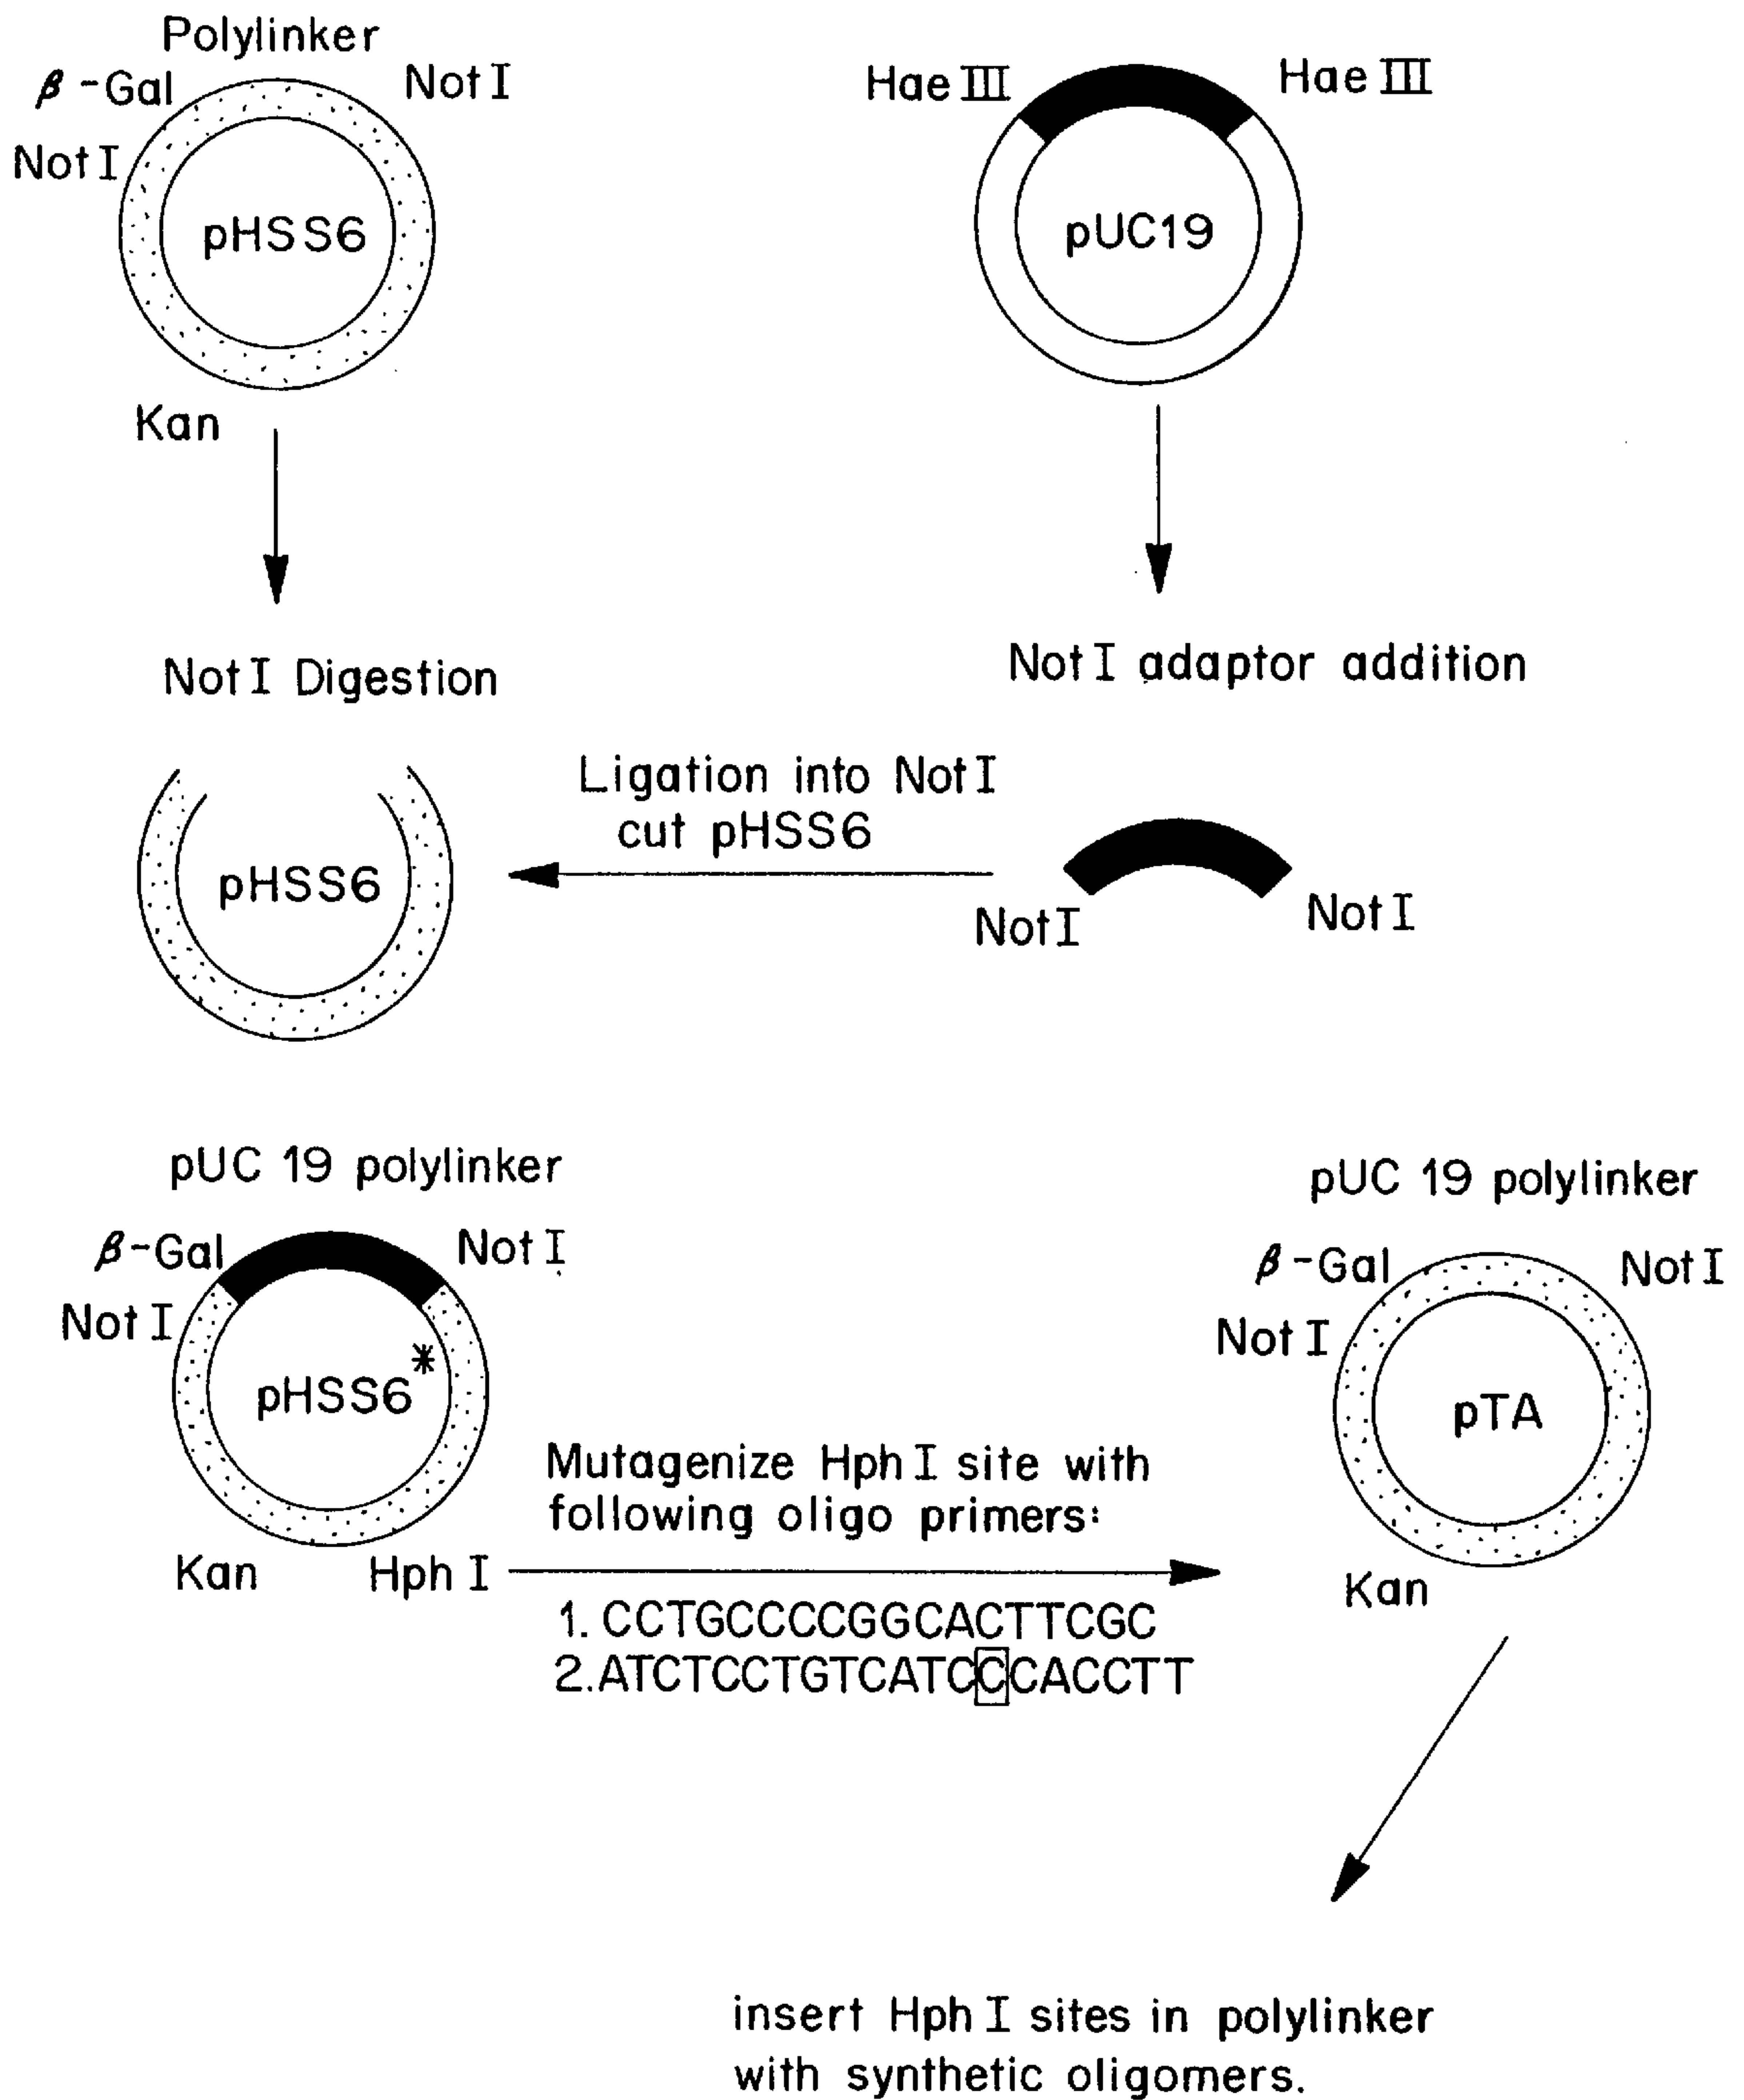 Polylinker
β-Gal
Not I
Not I
pHSS6
Kan
Hae III
Hae III
pUC19
Not I Digestion
Not I adaptor addition
Ligation into Not I
cut pHSS6
pHSS6
Not I
Not I
pUC 19 polylinker
β-Gal
Not I
Not I
pHSS6*
Kan
Hph I
Mutagenize Hph I site with
following oligo primers:
1. CCTGCCCCGGCACTTCGC
2. ATCTCCTGTCATCCCACCTT
pUC 19 polylinker
β-Gal
Not I
Not I
pTA
Kan
insert Hph I sites in polylinker
with synthetic oligomers.